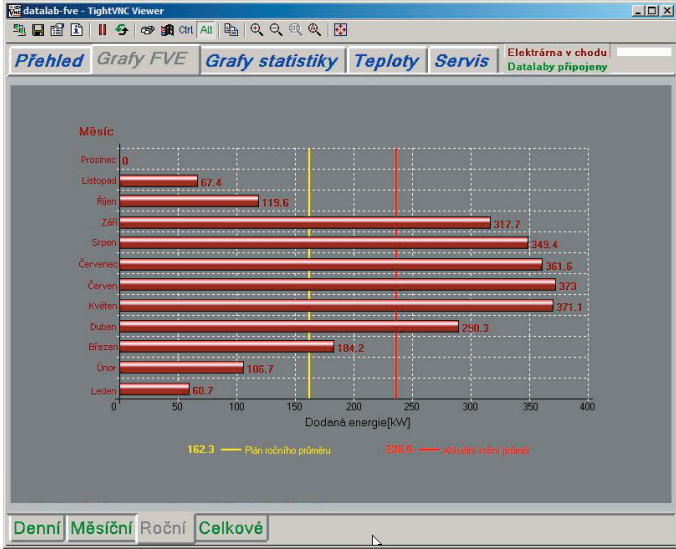 datalab-fve - TightVNC Viewer
Ctrl Alt
Přehled Grafy FVE Grafy statistiky Teploty Servis Elektrárna v chodu
Datalaby připojeny
Měsíc
Prosinec 0
Listopad 67.4
Říjen 119.6
Září 317.7
Srpen 349.4
Červenec 361.6
Červen 373
Květen 371.1
Duben 290.3
Březen 184.2
Únor 106.7
Leden 60.7
0 50 100 150 200 250 300 350 400
Dodaná energie[kW]
162.3 Plán ročního průměru Aktuální roční průměr
Denní Měsíční Roční Celkové